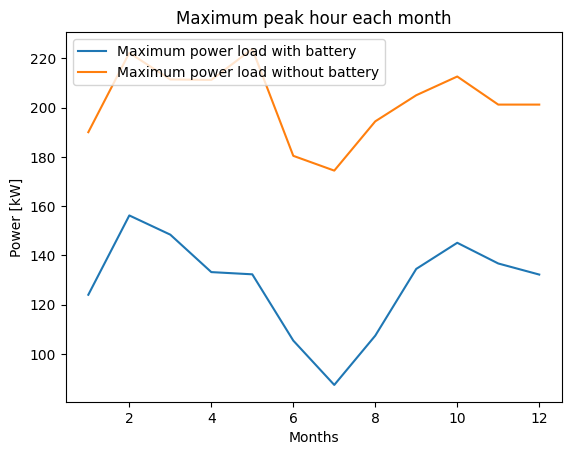 Maximum peak hour each month
Maximum power load with battery
Maximum power load without battery
Power [kW]
220
200
180
160
140
120
100
2 4 6 8 10 12
Months